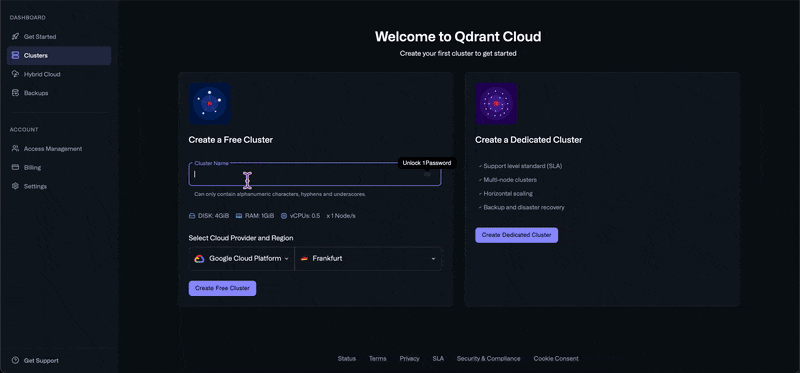 DASHBOARD
Get Started
Clusters
Hybrid Cloud
Backups
ACCOUNT
Access Management
Billing
Settings
Get Support
Welcome to Qdrant Cloud
Create your first cluster to get started
Create a Free Cluster
Cluster Name
Unlock 1Password
Can only contain alphanumeric characters, hyphens and underscores.
DISK: 4GiB RAM: 1GiB vCPUs: 0.5 x 1 Node/s
Select Cloud Provider and Region
Google Cloud Platform Frankfurt
Create Free Cluster
Create a Dedicated Cluster
Support level standard (SLA)
Multi-node clusters
Horizontal scaling
Backup and disaster recovery
Create Dedicated Cluster
Status Terms Privacy SLA Security & Compliance Cookie Consent